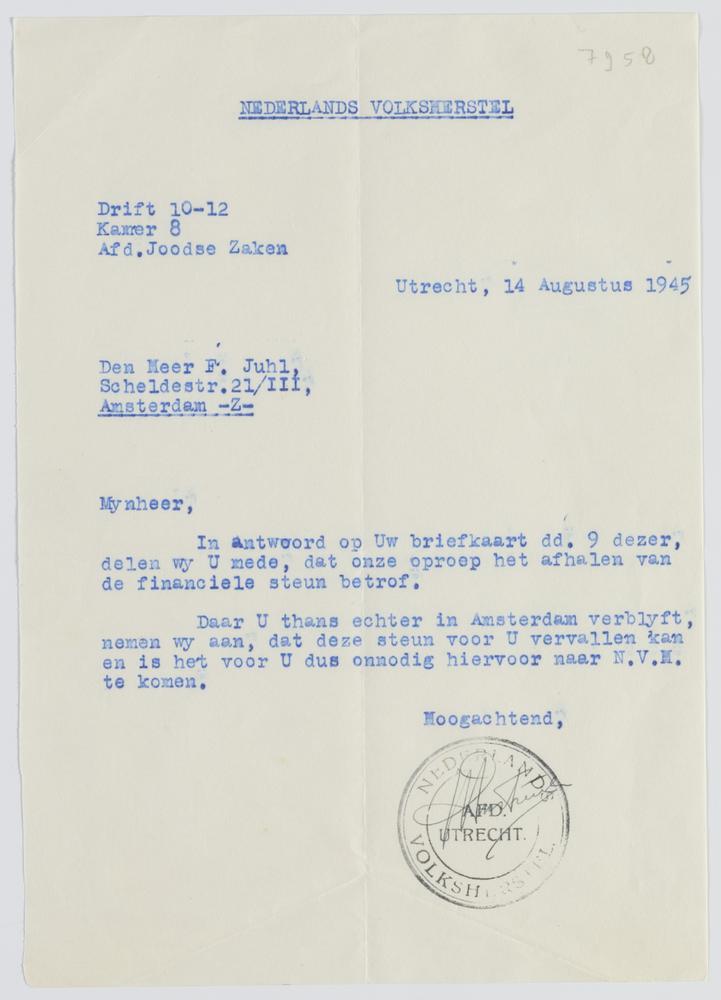 7958
NEDERLANDS VOLKSHERSTEL
Drift 10-12
Kamer 8
Afd.Joodse Zaken
Utrecht, 14 Augustus 1945
Den Heer F. Juhl,
Scheldestr.21/III,
Amsterdam -Z-
Mynheer,
In antwoord op Uw briefkaart dd. 9 dezer,
delen wy U mede, dat onze oproep het afhalen van
de financiele steun betrof.
Daar U thans echter in Amsterdam verblyft,
nemen wy aan, dat deze steun voor U vervallen kan
en is het voor U dus onnodig hiervoor naar N.V.H.
te komen.
Hoogachtend,
NEDERLANDS
AFD.
UTRECHT.
VOLKSHERSTEL.